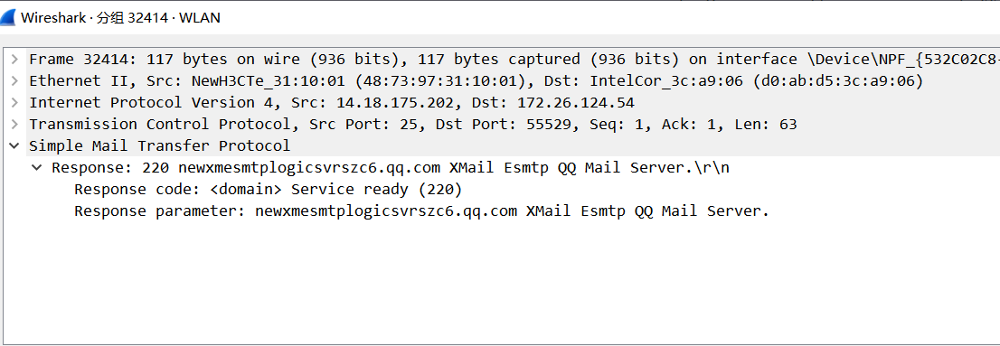 Wireshark · 分组 32414 · WLAN
Frame 32414: 117 bytes on wire (936 bits), 117 bytes captured (936 bits) on interface \Device\NPF_{532C02C8-
Ethernet II, Src: NewH3CTe_31:10:01 (48:73:97:31:10:01), Dst: IntelCor_3c:a9:06 (d0:ab:d5:3c:a9:06)
Internet Protocol Version 4, Src: 14.18.175.202, Dst: 172.26.124.54
Transmission Control Protocol, Src Port: 25, Dst Port: 55529, Seq: 1, Ack: 1, Len: 63
Simple Mail Transfer Protocol
Response: 220 newxmesmtplogicsvrszc6.qq.com XMail Esmtp QQ Mail Server.\r\n
Response code: <domain> Service ready (220)
Response parameter: newxmesmtplogicsvrszc6.qq.com XMail Esmtp QQ Mail Server.